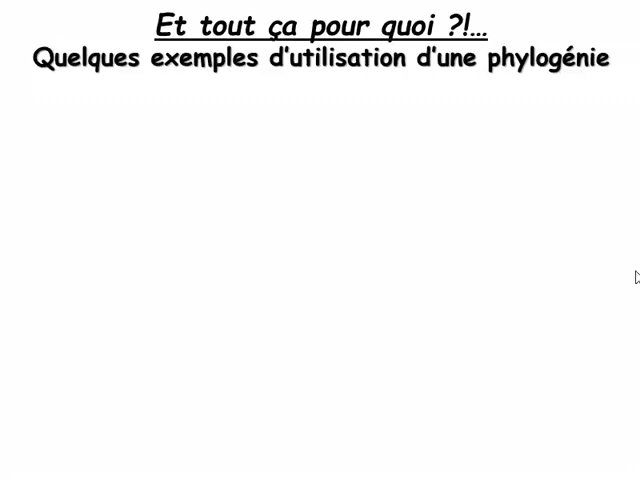 Et tout ça pour quoi ?!...
Quelques exemples d’utilisation d’une phylogénie